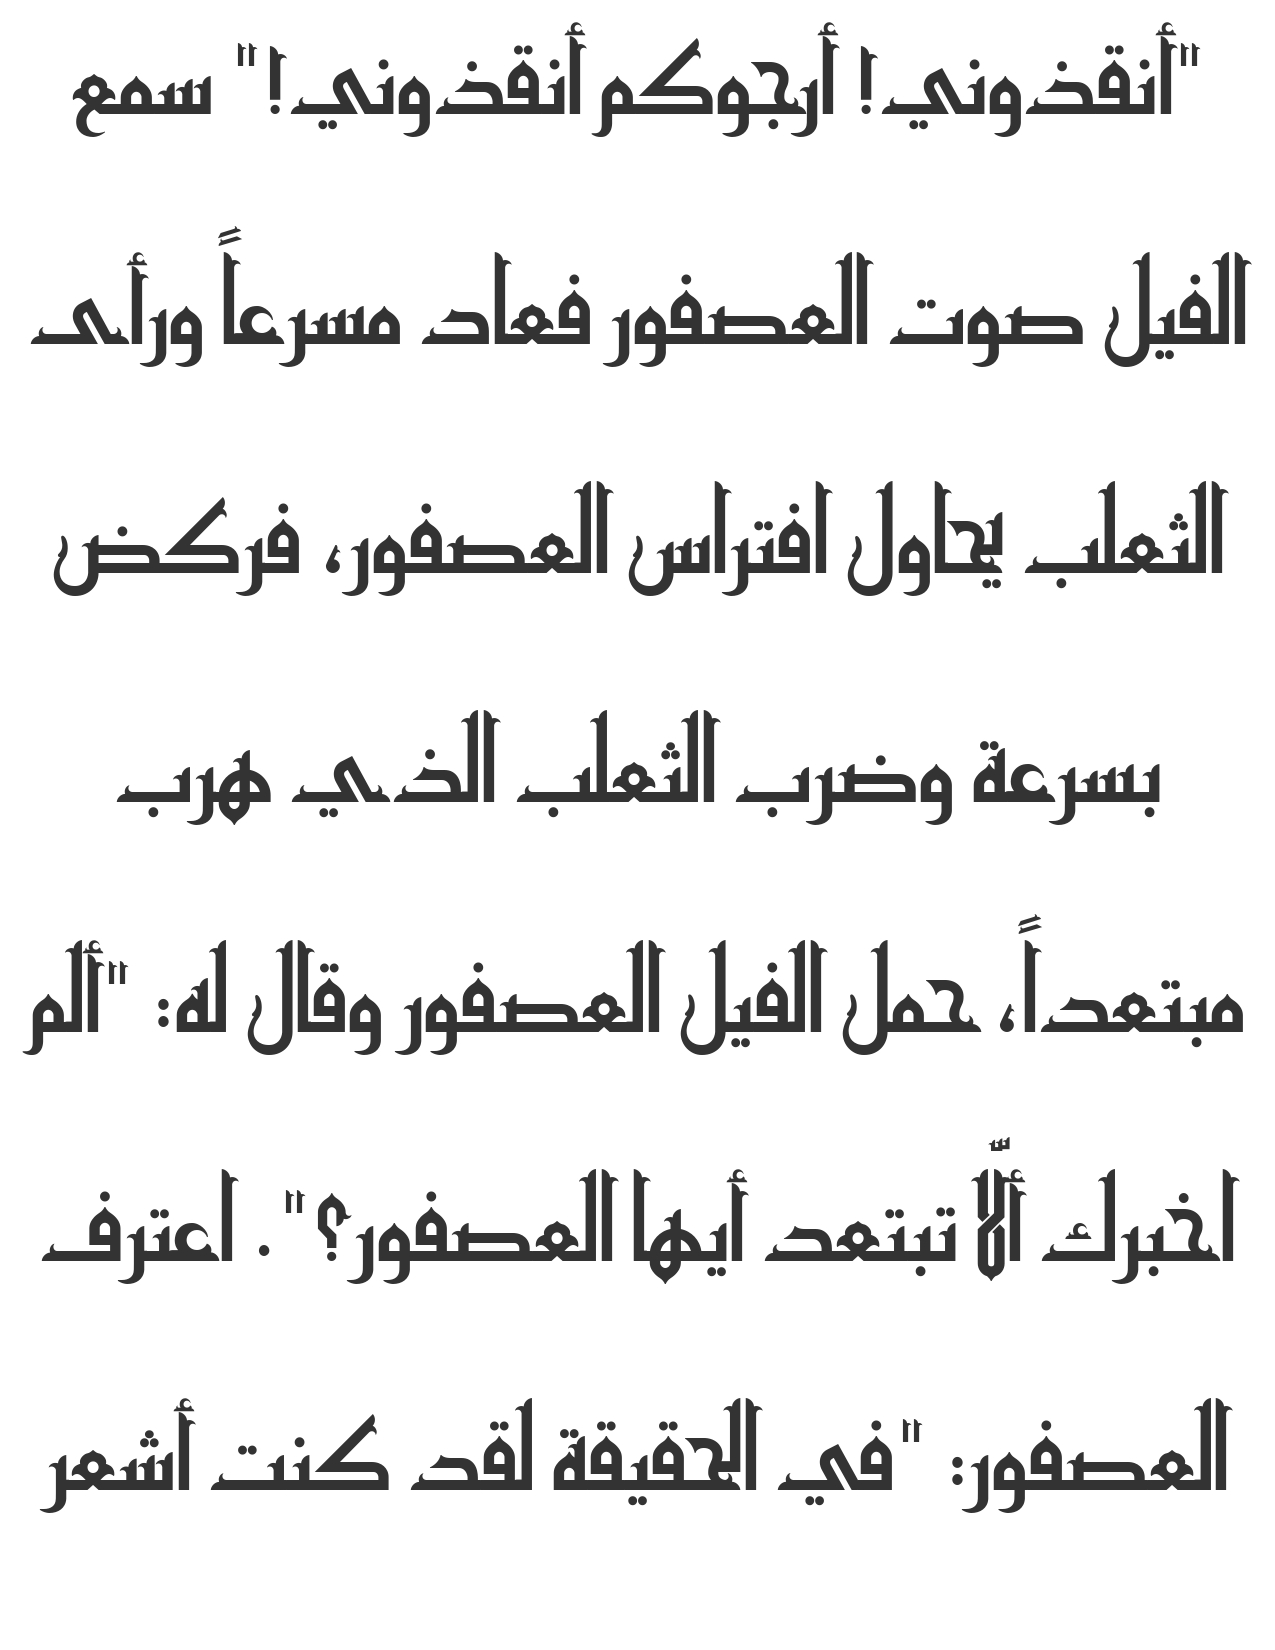 "أنقذوني! أرجوكم أنقذوني!" سمع
الفيل صوت العصفور فعاد مسرعاً ورأى
الثعلب يحاول افتراس العصفور، فركض
بسرعة وضرب الثعلب الذي هرب
مبتعداً، حمل الفيل العصفور وقال له: "ألم
اخبرك ألاّ تبتعد أيها العصفور؟". اعترف
العصفور: "في الحقيقة لقد كنت أشعر